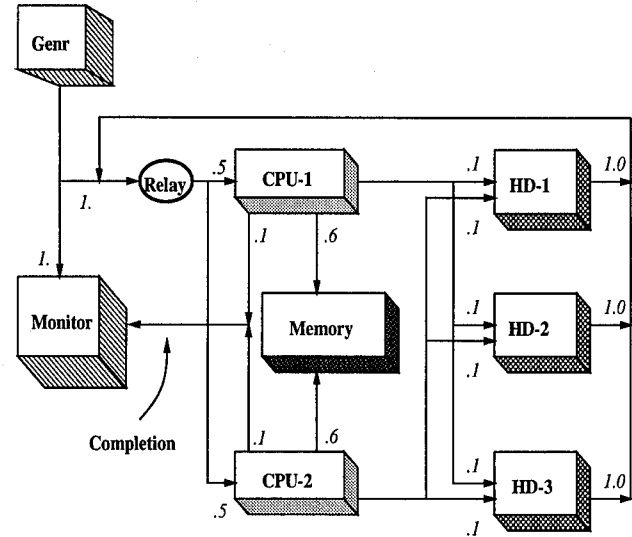 Genr
.5
CPU-1
.1
1.0
HD-1
Relay
1.
.1
.6
.1
1.
Monitor
Memory
.1
1.0
HD-2
.1
Completion
.1
.6
CPU-2
.1
1.0
HD-3
.5
.1